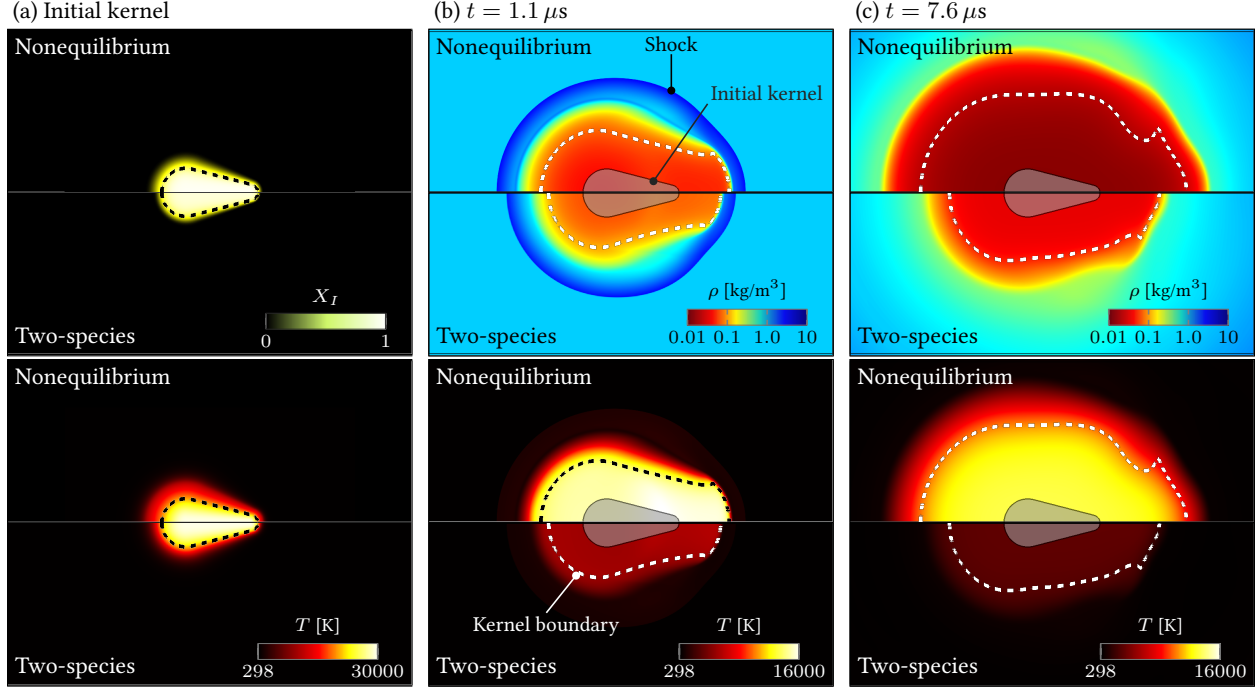 (a) Initial kernel
Nonequilibrium
X_I
0 1
Two-species
Nonequilibrium
T [K]
298 30000
Two-species
(b) t = 1.1 μs
Nonequilibrium
Shock
Initial kernel
ρ [kg/m³]
0.01 0.1 1.0 10
Two-species
Nonequilibrium
Kernel boundary
T [K]
298 16000
Two-species
(c) t = 7.6 μs
Nonequilibrium
ρ [kg/m³]
0.01 0.1 1.0 10
Two-species
Nonequilibrium
T [K]
298 16000
Two-species